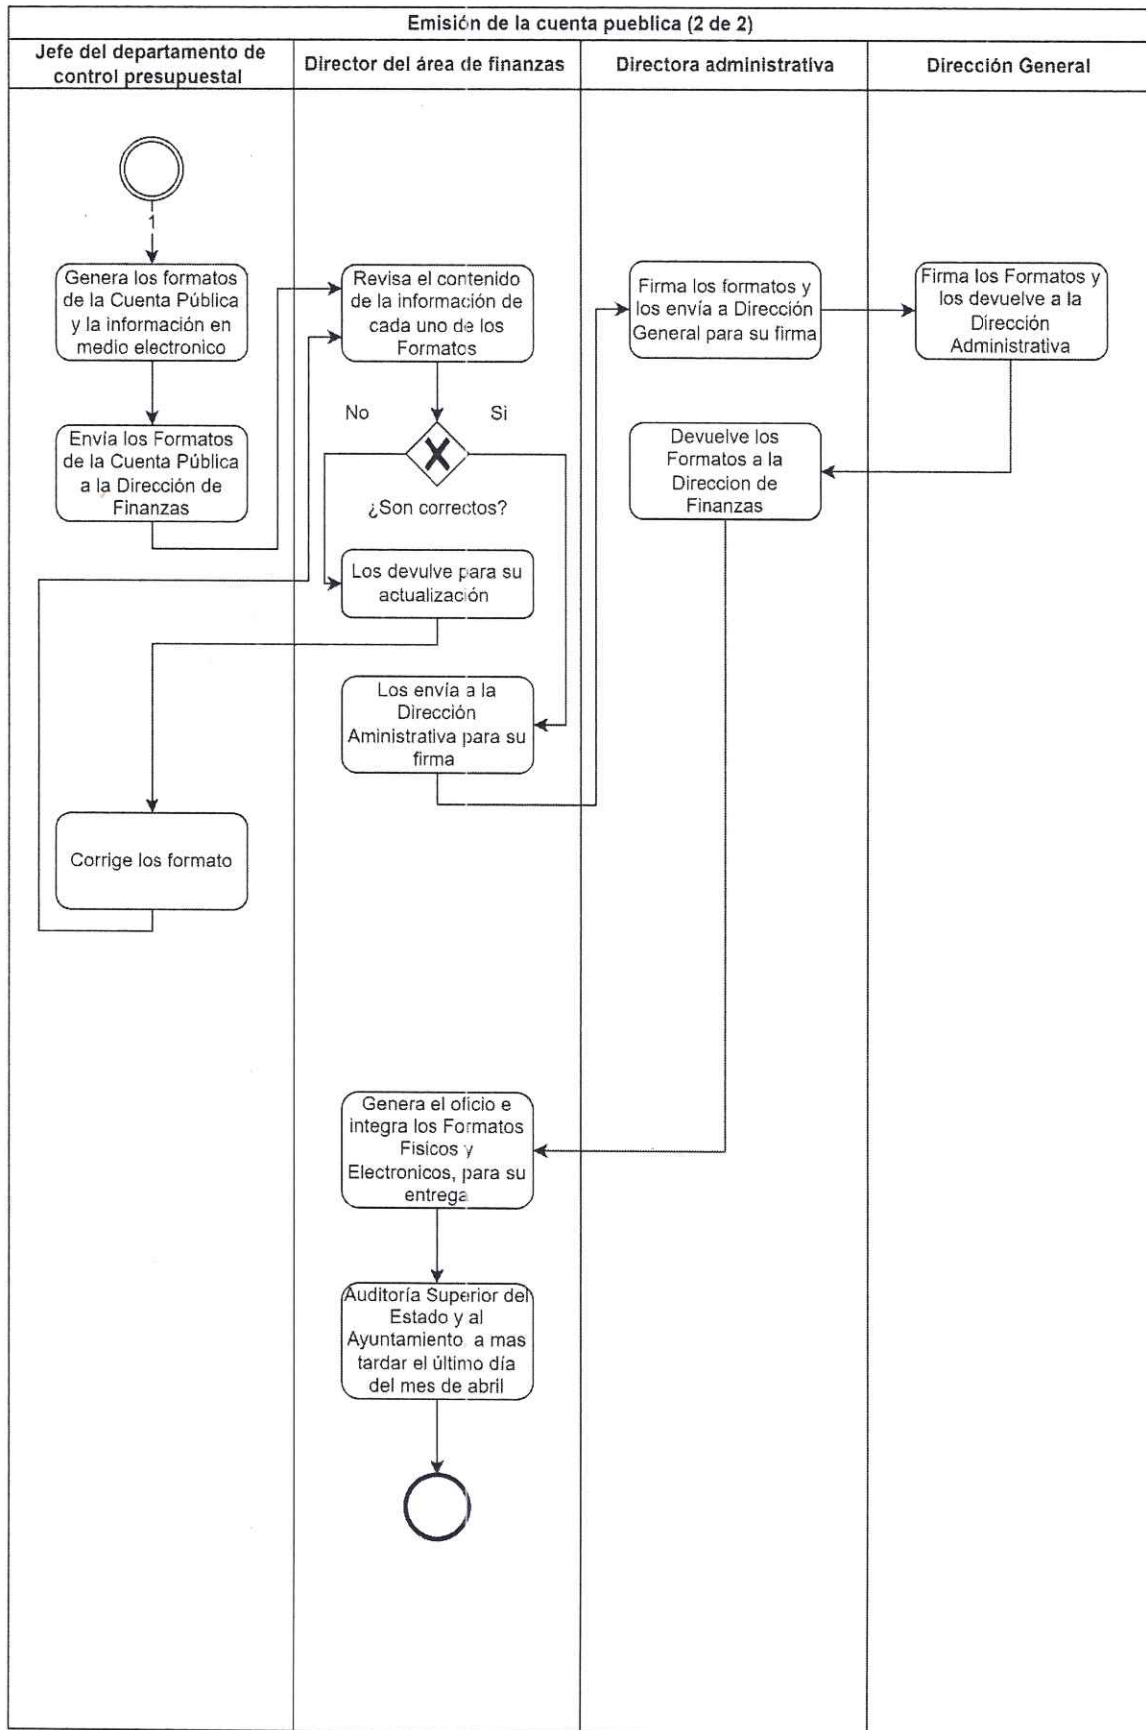 Emisión de la cuenta pueblica (2 de 2)
Jefe del departamento de
control presupuestal
Director del área de finanzas
Directora administrativa
Dirección General
1
Genera los formatos
de la Cuenta Pública
y la información en
medio electronico
Envía los Formatos
de la Cuenta Pública
a la Dirección de
Finanzas
Revisa el contenido
de la información de
cada uno de los
Formatos
No
Si
¿Son correctos?
Los devulve para su
actualización
Los envía a la
Dirección
Aministrativa para su
firma
Corrige los formato
Firma los formatos y
los envía a Dirección
General para su firma
Firma los Formatos y
los devuelve a la
Dirección
Administrativa
Devuelve los
Formatos a la
Direccion de
Finanzas
Genera el oficio e
integra los Formatos
Fisicos y
Electronicos, para su
entrega
Auditoría Superior del
Estado y al
Ayuntamiento a mas
tardar el último día
del mes de abril